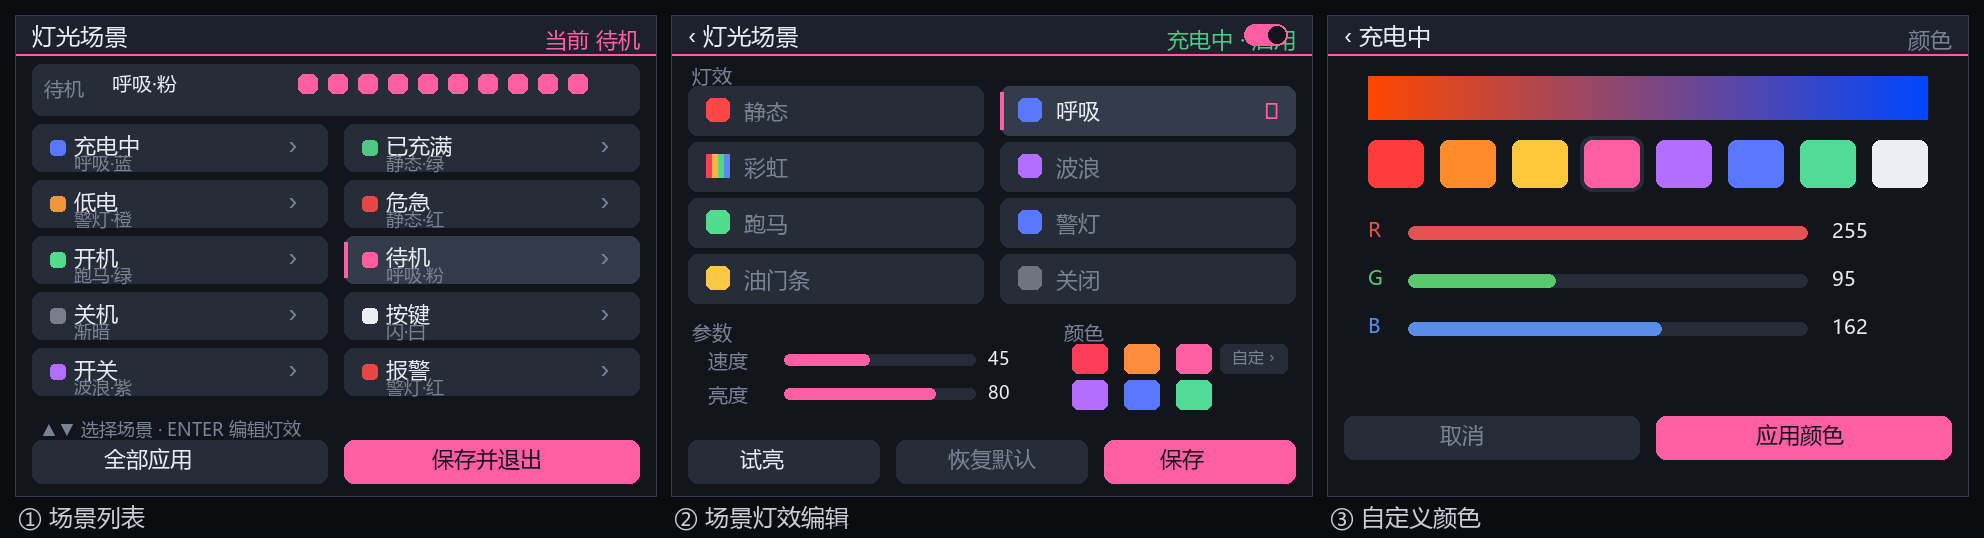 灯光场景
当前 待机
待机 呼吸·粉
充电中 ›
呼吸·蓝
已充满 ›
静态·绿
低电 ›
警灯·橙
危急 ›
静态·红
开机 ›
跑马·绿
待机 ›
呼吸·粉
关机 ›
渐暗
按键 ›
闪·白
开关 ›
波浪·紫
报警 ›
警灯·红
▲▼ 选择场景 · ENTER 编辑灯效
全部应用
保存并退出
① 场景列表
‹ 灯光场景
充电中 · 启用
灯效
静态
呼吸
彩虹
波浪
跑马
警灯
油门条
关闭
参数
速度 45
亮度 80
颜色
自定 ›
试亮
恢复默认
保存
② 场景灯效编辑
‹ 充电中
颜色
R 255
G 95
B 162
取消
应用颜色
③ 自定义颜色